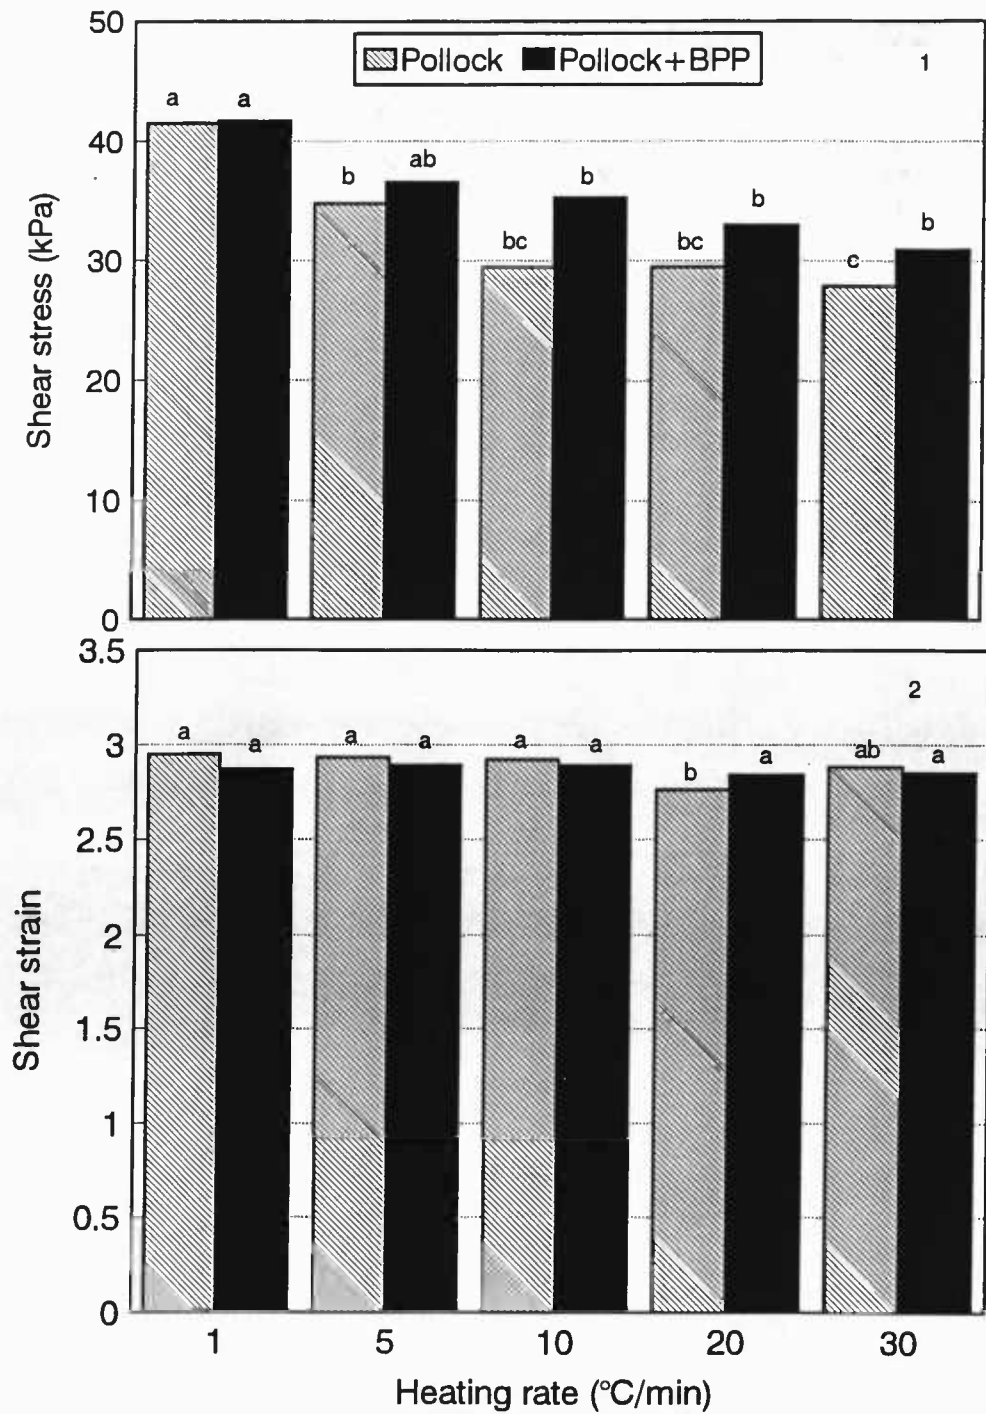 50
Pollock Pollock+BPP
1
a a
40
b ab b
b
bc bc b
30
c
20
10
0
Shear stress (kPa)
3.5
2
a a a a a a
3
b a ab a
2.5
2
1.5
1
0.5
0
Shear strain
1 5 10 20 30
Heating rate (°C/min)